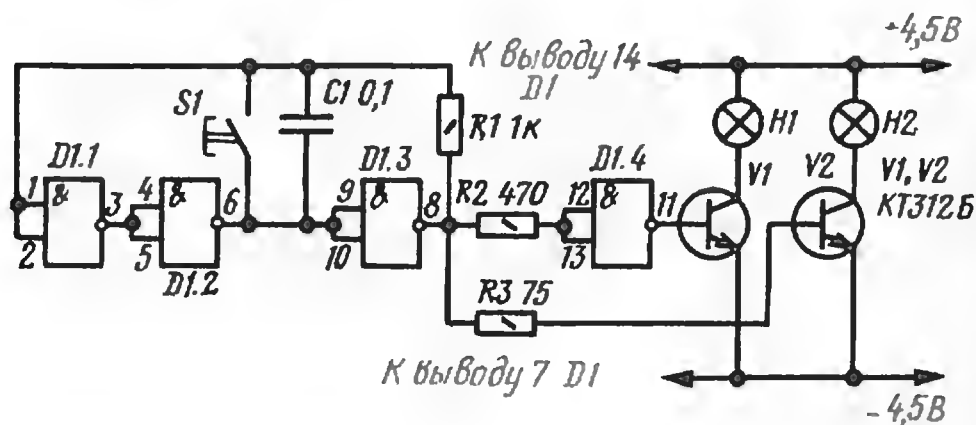 +4,5В
К выводу 14
D1
S1
C1 0,1
R1 1к
H1
H2
D1.1
D1.3
D1.4
V1
V2
V1, V2
КТ312Б
1
&
2
3
4
&
5
6
D1.2
9
&
10
8
R2 470
12
&
13
11
R3 75
К выводу 7 D1
- 4,5В